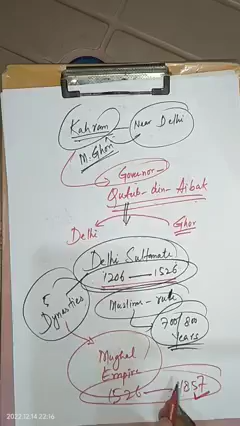 Kahram Near Delhi
M. Ghori
Governor
Qutub-din-Aibak
Delhi Ghor
Delhi Sultanate
1206 — 1526
5 Dynasties
Muslim-rule
700/800
Years
Mughal
Empire
1526 1857
2022.12.14 22:16